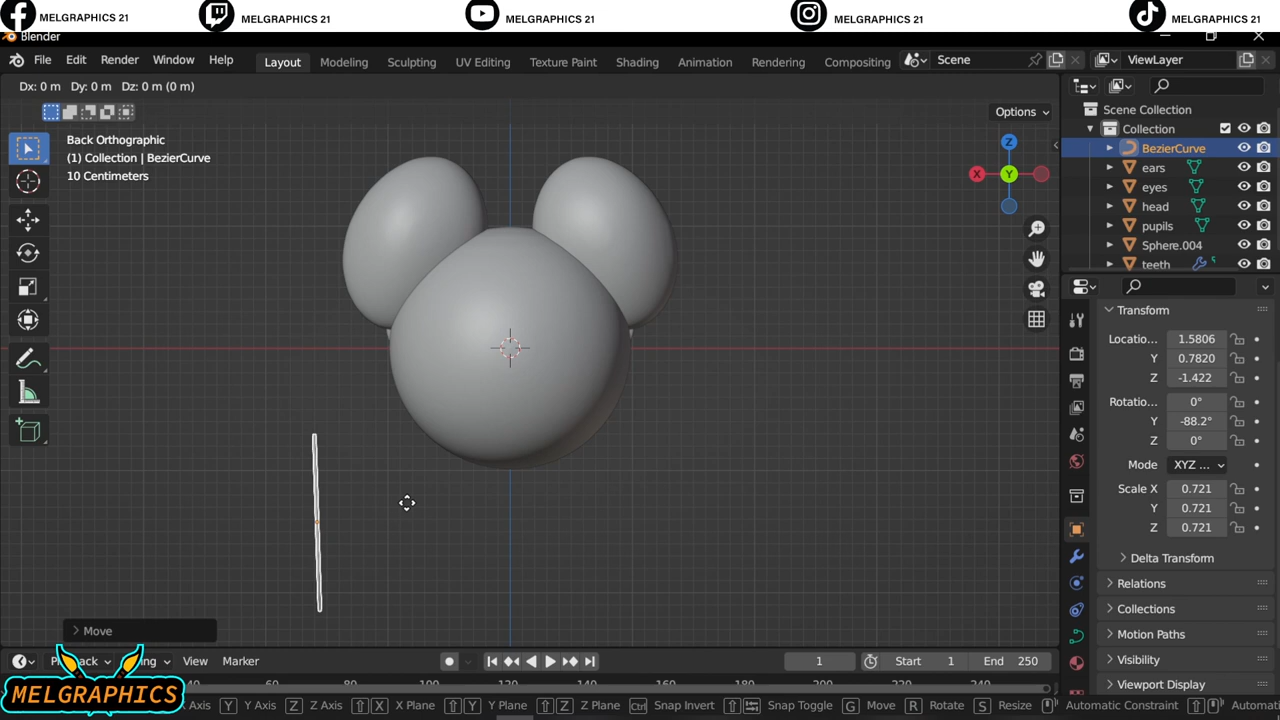 MELGRAPHICS 21 MELGRAPHICS 21 MELGRAPHICS 21 MELGRAPHICS 21 MELGRAPHICS 21
Blender
File Edit Render Window Help Layout Modeling Sculpting UV Editing Texture Paint Shading Animation Rendering Compositing Scene ViewLayer
Dx: 0 m Dy: 0 m Dz: 0 m (0 m)
Options
Back Orthographic
(1) Collection | BezierCurve
10 Centimeters
Z
X Y
Scene Collection
Collection
BezierCurve
ears
eyes
head
pupils
Sphere.004
teeth
Transform
Locatio... 1.5806
Y 0.7820
Z -1.422
Rotatio... 0°
Y -88.2°
Z 0°
Mode XYZ ...
Scale X 0.721
Y 0.721
Z 0.721
Delta Transform
Relations
Collections
Motion Paths
Visibility
Viewport Display
Move
View Marker 1 Start 1 End 250
MELGRAPHICS
X Axis Y Y Axis Z Z Axis X X Plane Y Y Plane Z Z Plane Ctrl Snap Invert Snap Toggle G Move R Rotate S Resize Automatic Constraint